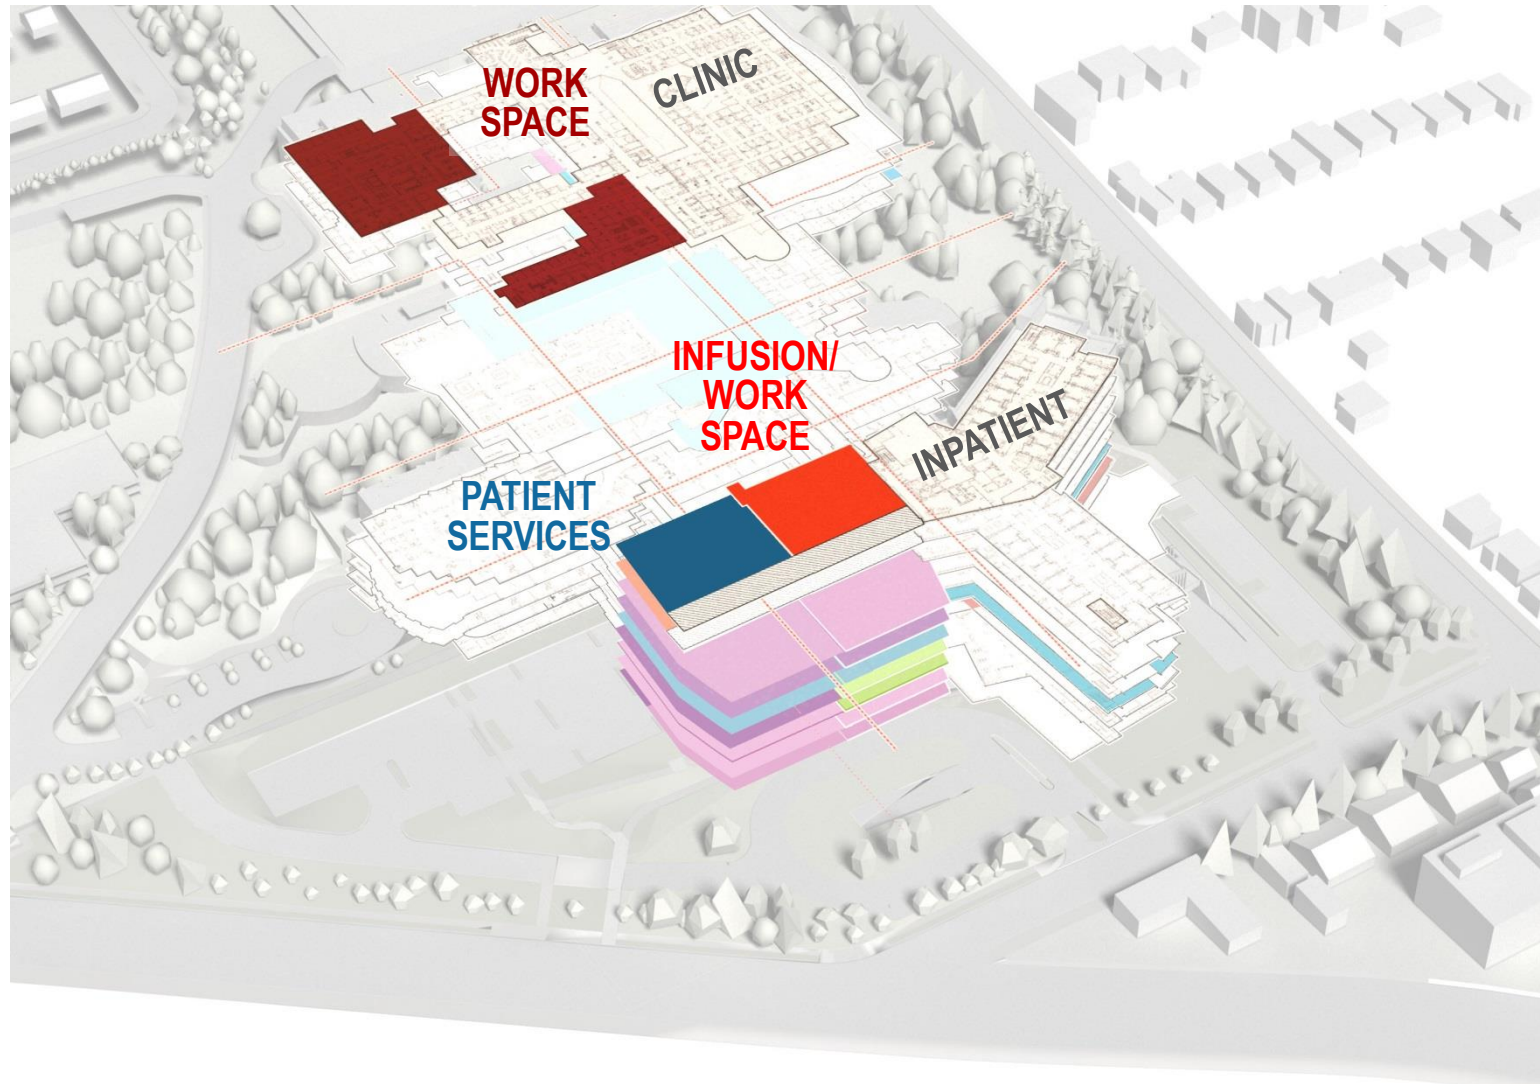 WORK
SPACE
CLINIC
INFUSION/
WORK
SPACE
INPATIENT
PATIENT
SERVICES